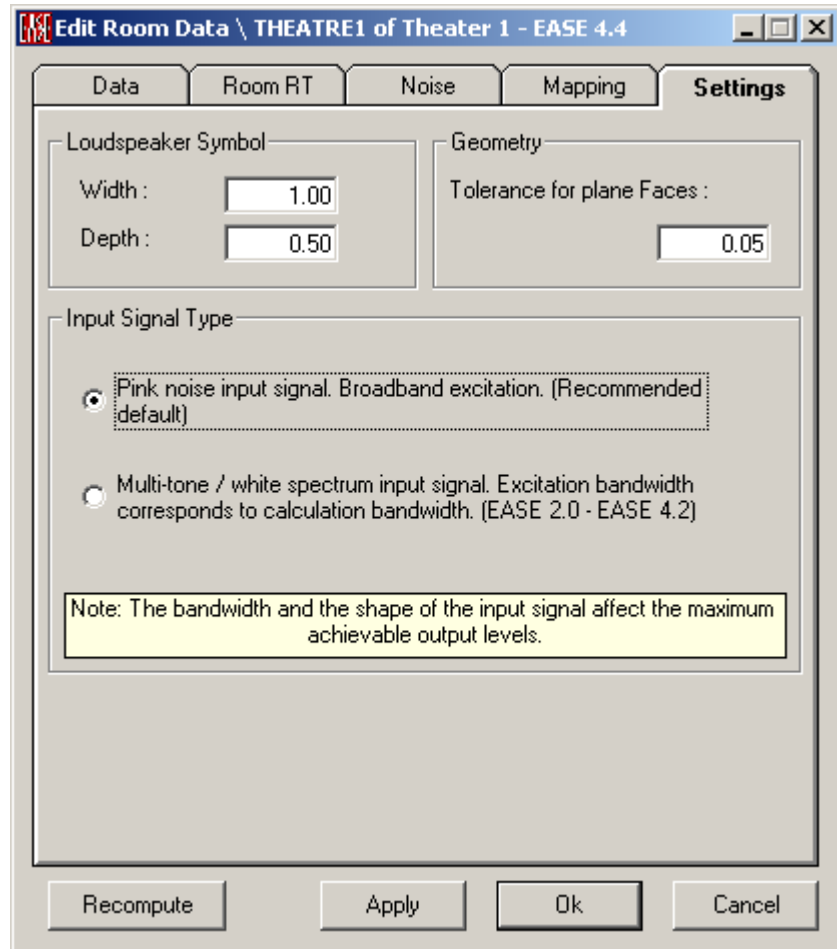 Edit Room Data \ THEATRE1 of Theater 1 - EASE 4.4
Data
Room RT
Noise
Mapping
Settings
Loudspeaker Symbol
Width :
1.00
Depth :
0.50
Geometry
Tolerance for plane Faces :
0.05
Input Signal Type
Pink noise input signal. Broadband excitation. (Recommended
default)
Multi-tone / white spectrum input signal. Excitation bandwidth
corresponds to calculation bandwidth. (EASE 2.0 - EASE 4.2)
Note: The bandwidth and the shape of the input signal affect the maximum
achievable output levels.
Recompute
Apply
Ok
Cancel